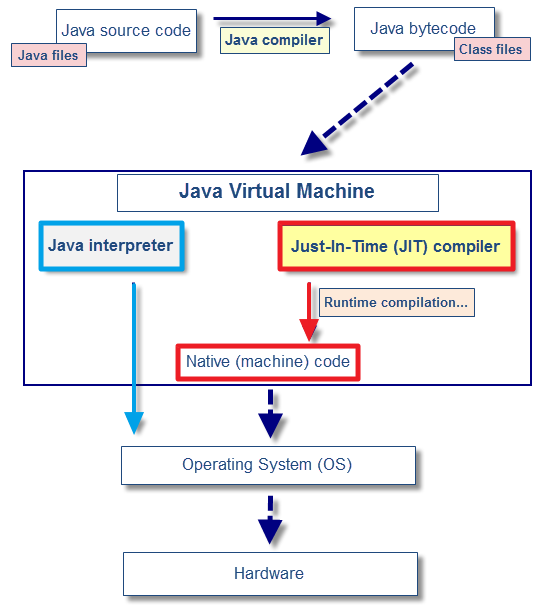 Java source code
Java files
Java compiler
Java bytecode
Class files
Java Virtual Machine
Java interpreter
Just-In-Time (JIT) compiler
Runtime compilation...
Native (machine) code
Operating System (OS)
Hardware